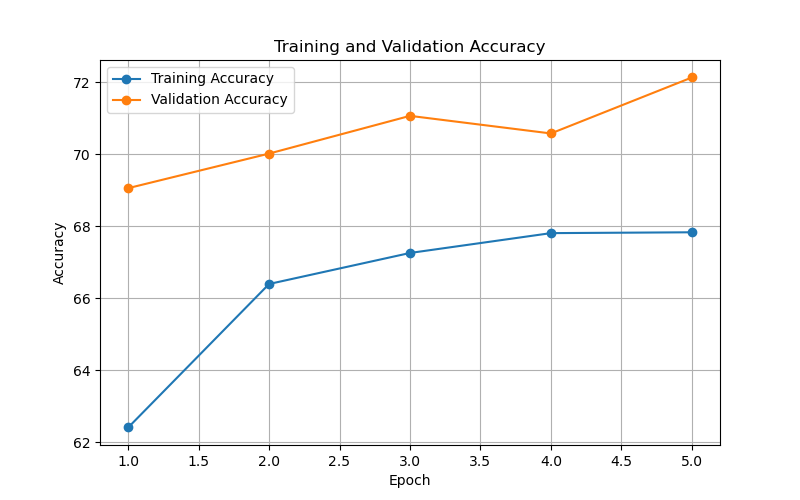 Training and Validation Accuracy
Training Accuracy
Validation Accuracy
72
70
68
66
64
62
Accuracy
1.0 1.5 2.0 2.5 3.0 3.5 4.0 4.5 5.0
Epoch